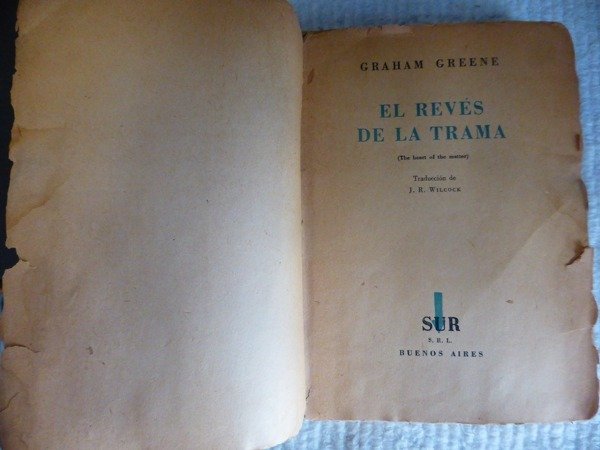 GRAHAM GREENE
EL REVÉS
DE LA TRAMA
(The heart of the matter)
Traducción de
J. R. WILCOCK
SUR
S. R. L.
BUENOS AIRES